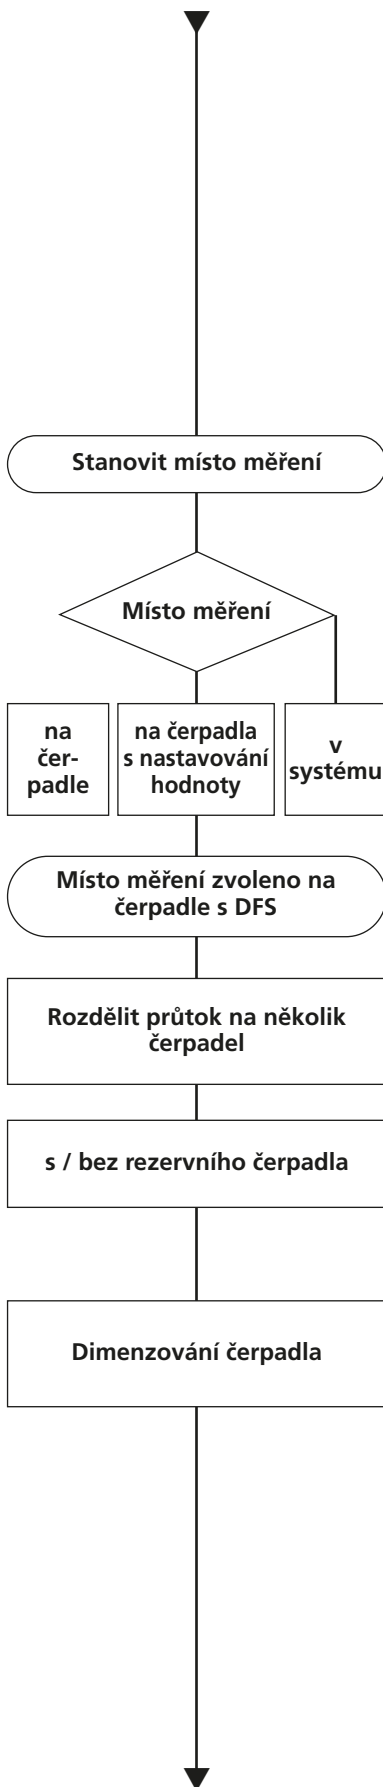 Stanovit místo měření
Místo měření
na
čer-
padle
na čerpadla
s nastavování
hodnoty
v
systému
Místo měření zvoleno na
čerpadle s DFS
Rozdělit průtok na několik
čerpadel
s / bez rezervního čerpadla
Dimenzování čerpadla